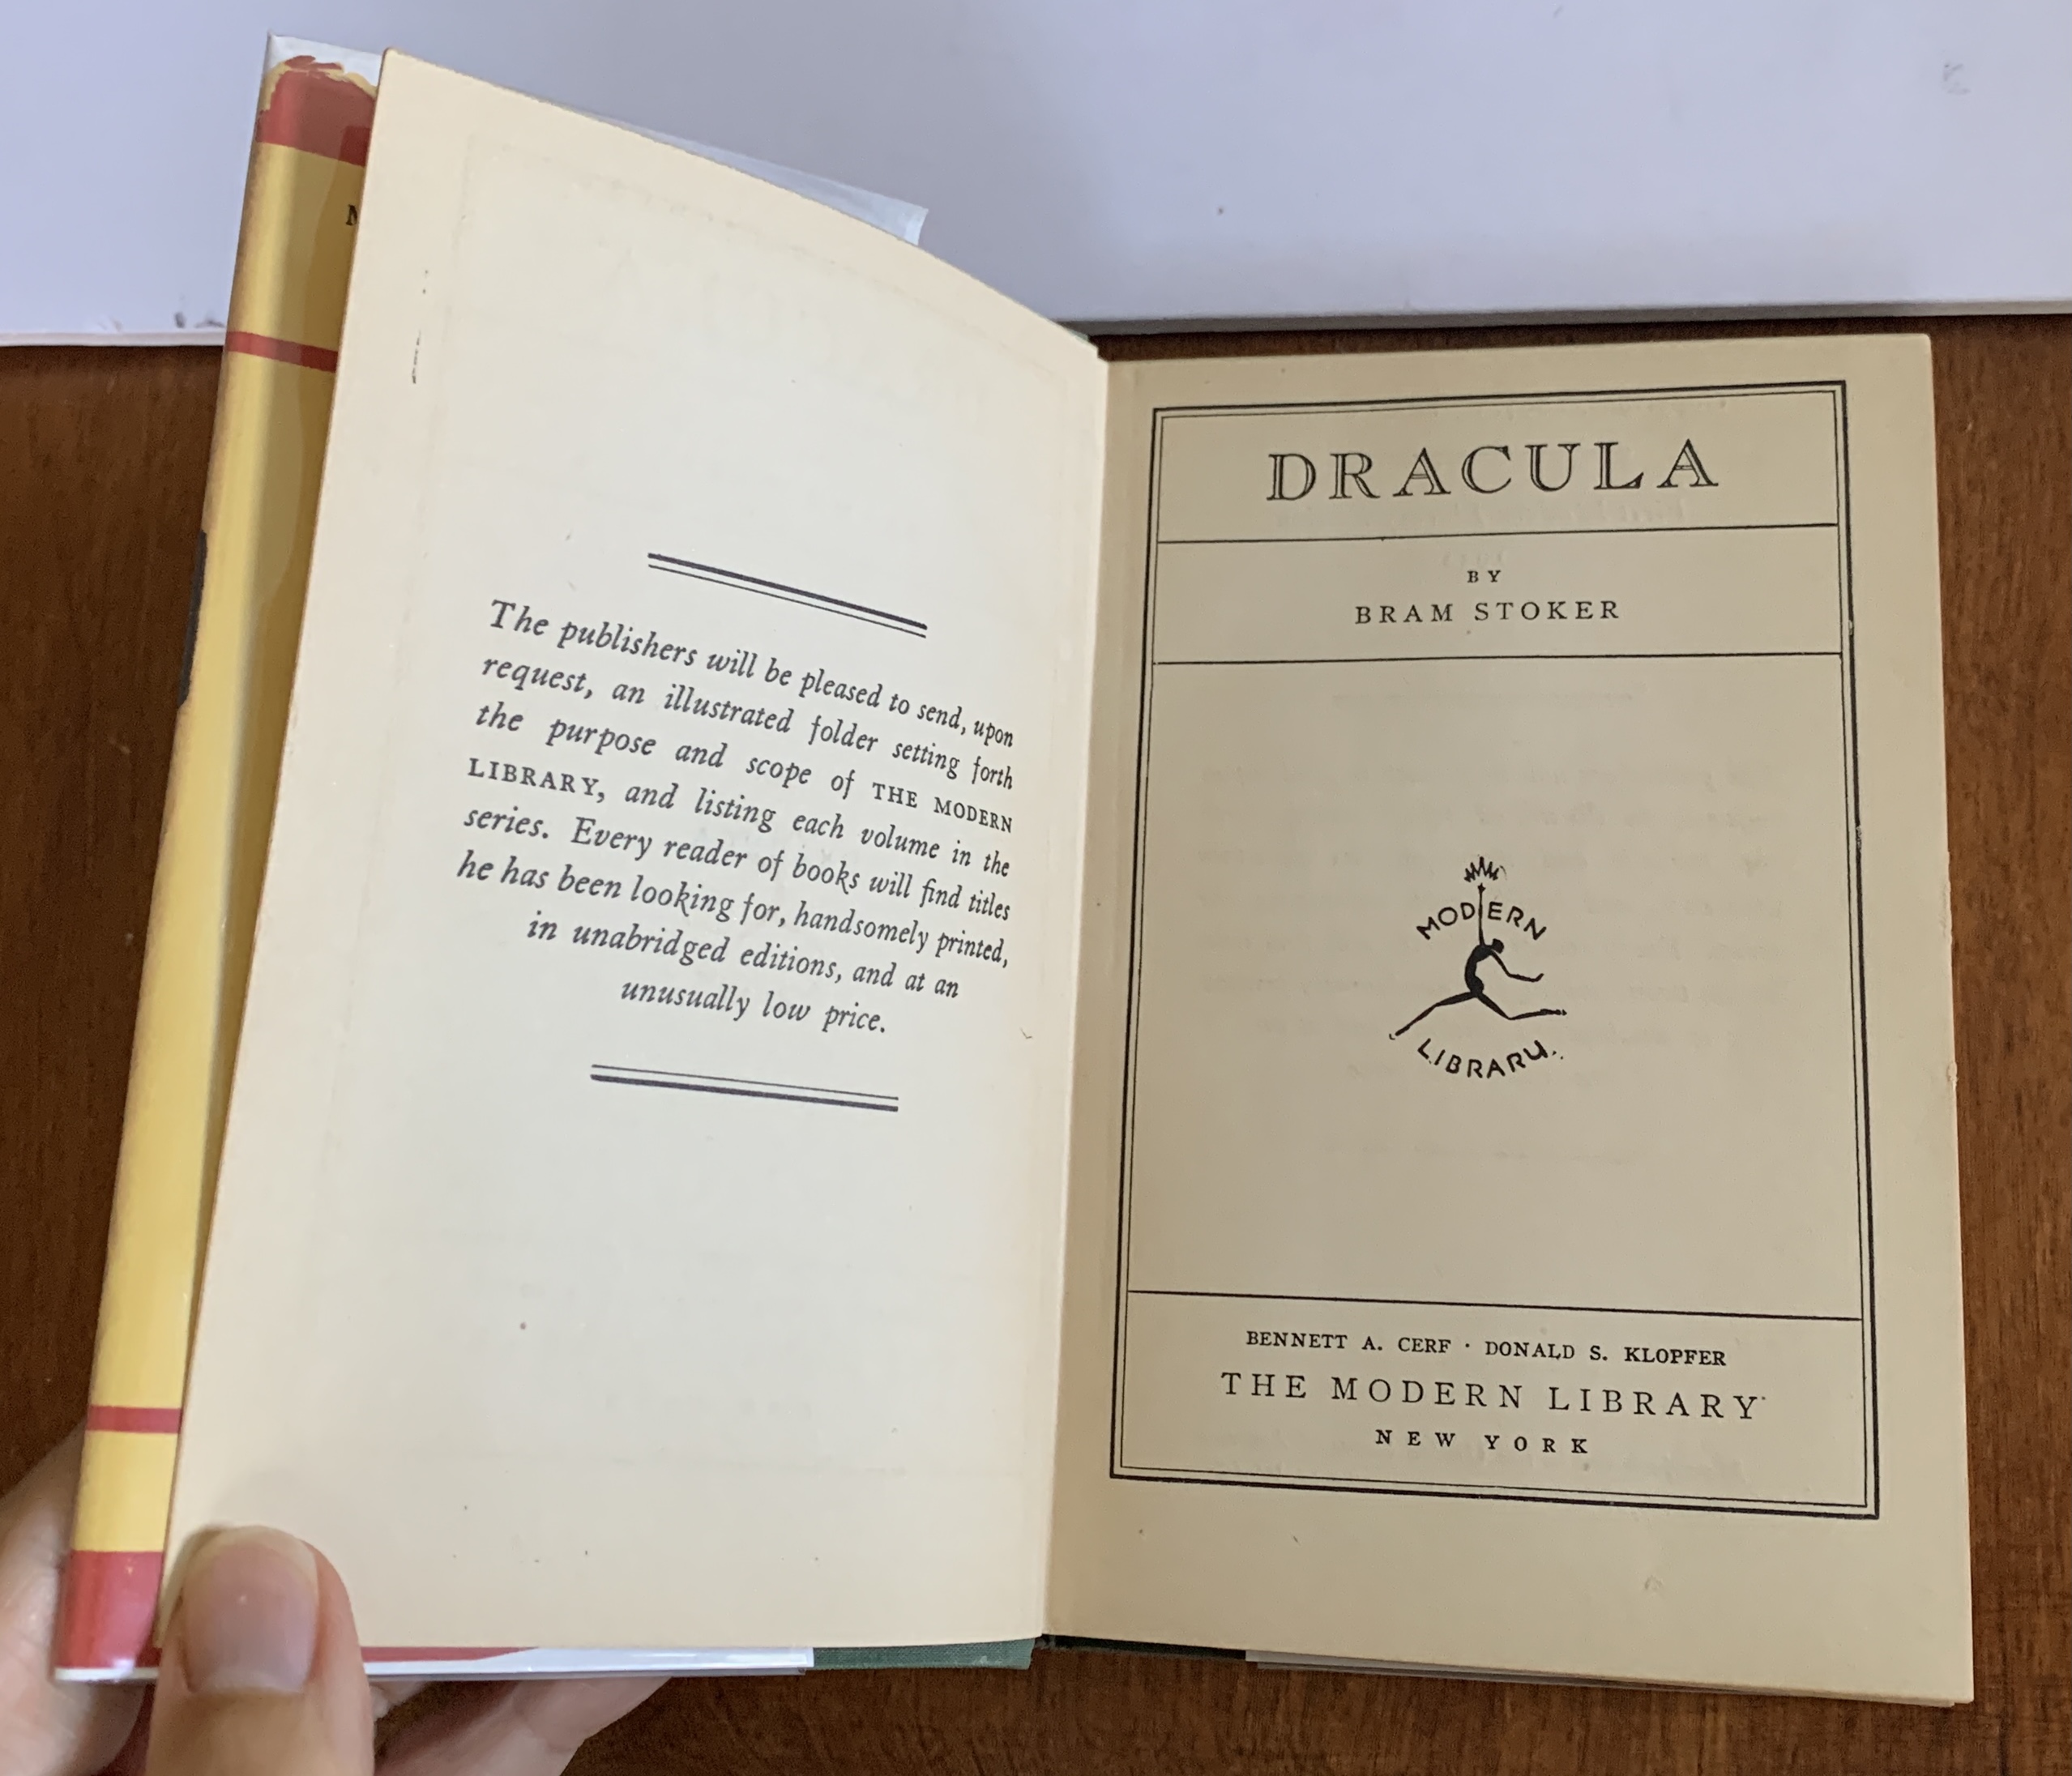 The publishers will be pleased to send, upon
request, an illustrated folder setting forth
the purpose and scope of THE MODERN
LIBRARY, and listing each volume in the
series. Every reader of books will find titles
he has been looking for, handsomely printed,
in unabridged editions, and at an
unusually low price.
DRACULA
BY
BRAM STOKER
MODERN
LIBRARY
BENNETT A. CERF · DONALD S. KLOPFER
THE MODERN LIBRARY
NEW YORK